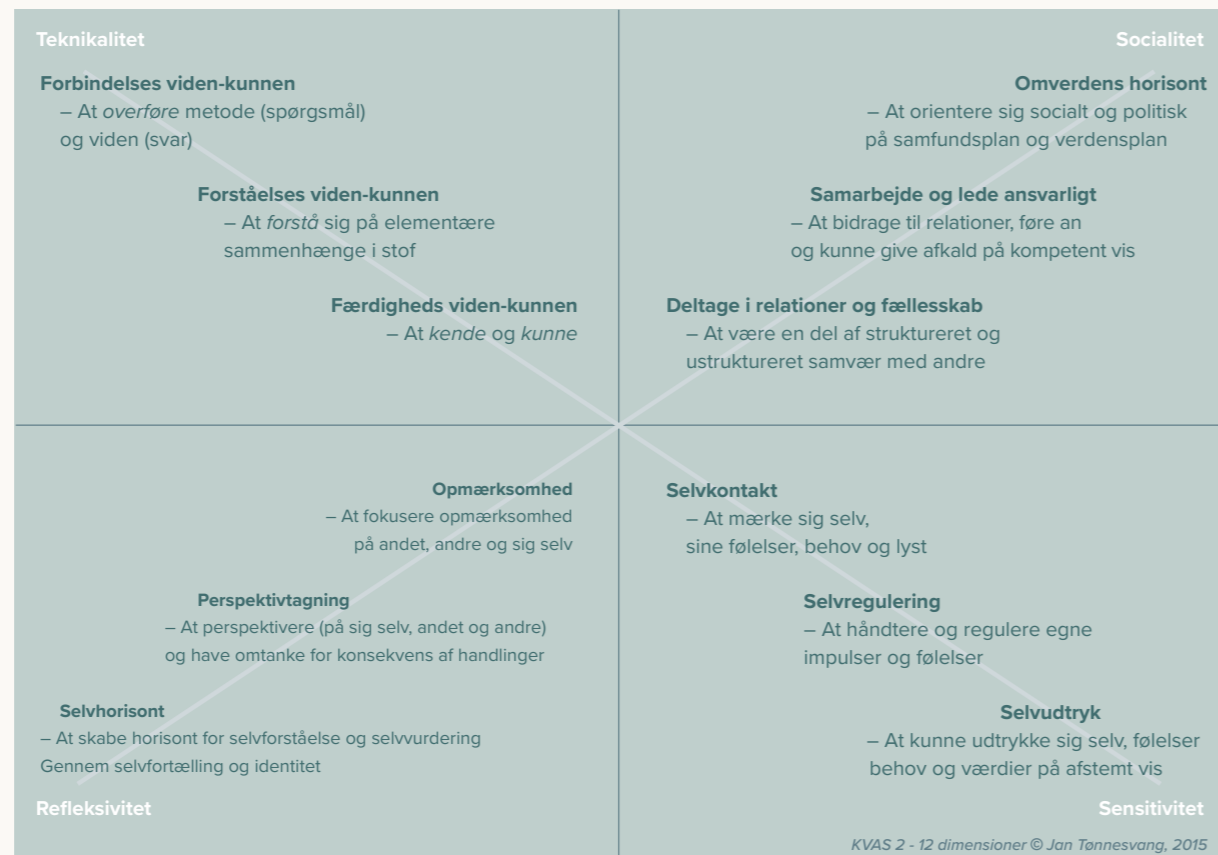 Teknikalitet
Forbindelses viden-kunnen
– At overføre metode (spørgsmål)
og viden (svar)
Forståelses viden-kunnen
– At forstå sig på elementære
sammenhænge i stof
Færdigheds viden-kunnen
– At kende og kunne
Socialitet
Omverdens horisont
– At orientere sig socialt og politisk
på samfundsplan og verdensplan
Samarbejde og lede ansvarligt
– At bidrage til relationer, føre an
og kunne give afkald på kompetent vis
Deltage i relationer og fællesskab
– At være en del af struktureret og
ustruktureret samvær med andre
Opmærksomhed
– At fokusere opmærksomhed
på andet, andre og sig selv
Perspektivtagning
– At perspektivere (på sig selv, andet og andre)
og have omtanke for konsekvens af handlinger
Selvhorisont
– At skabe horisont for selvforståelse og selvvurdering
Gennem selvfortælling og identitet
Refleksivitet
Selvkontakt
– At mærke sig selv,
sine følelser, behov og lyst
Selvregulering
– At håndtere og regulere egne
impulser og følelser
Selvudtryk
– At kunne udtrykke sig selv, følelser
behov og værdier på afstemt vis
Sensitivitet
KVAS 2 - 12 dimensioner © Jan Tønnesvang, 2015